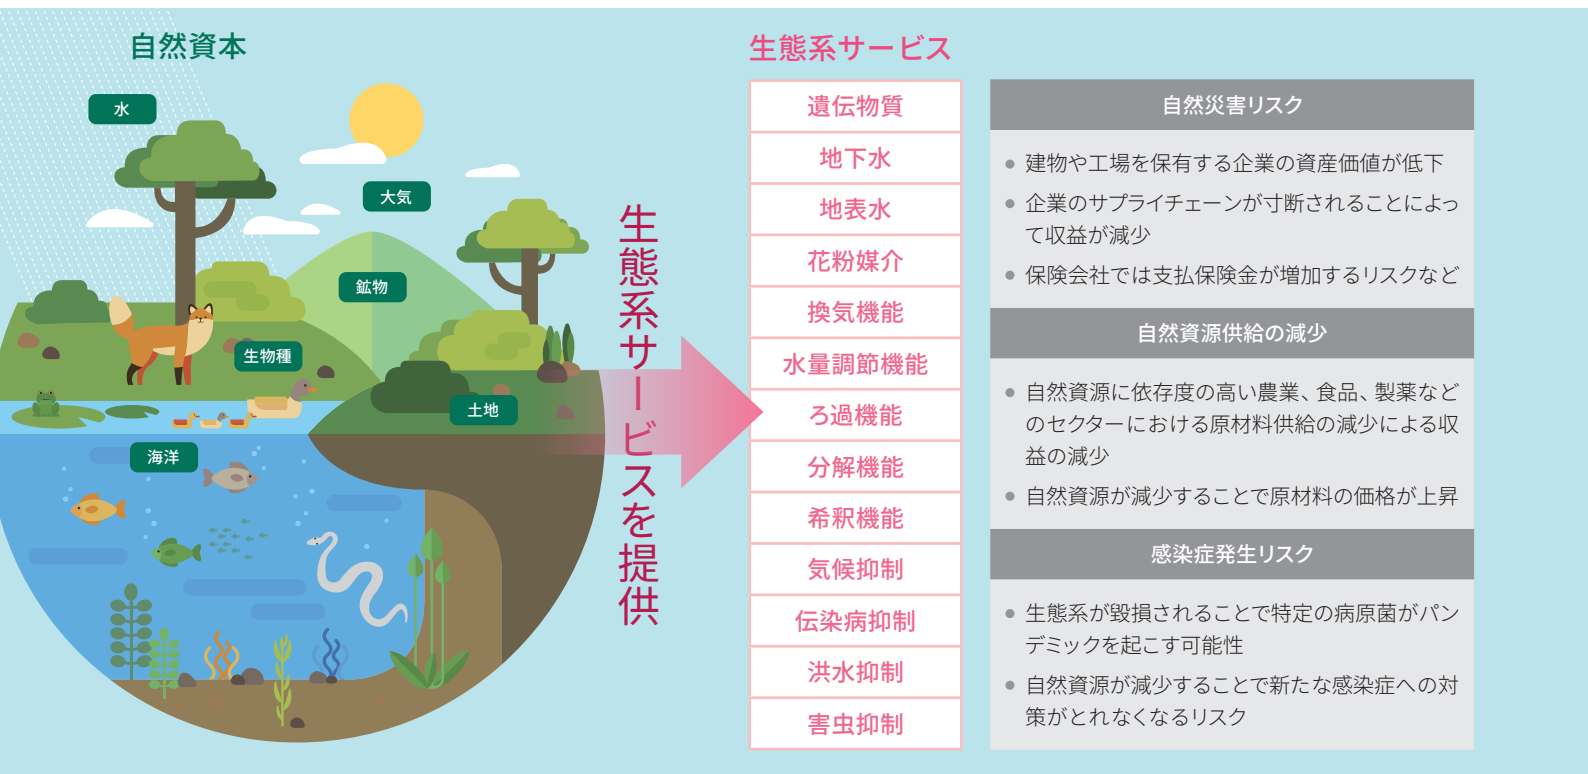 自然資本
水
大気
鉱物
生物種
土地
海洋
生態系サービスを提供
生態系サービス
遺伝物質
地下水
地表水
花粉媒介
換気機能
水量調節機能
ろ過機能
分解機能
希釈機能
気候抑制
伝染病抑制
洪水抑制
害虫抑制
自然災害リスク
● 建物や工場を保有する企業の資産価値が低下
● 企業のサプライチェーンが寸断されることによっ
て収益が減少
● 保険会社では支払保険金が増加するリスクなど
自然資源供給の減少
● 自然資源に依存度の高い農業、食品、製薬など
のセクターにおける原材料供給の減少による収
益の減少
● 自然資源が減少することで原材料の価格が上昇
感染症発生リスク
● 生態系が毀損されることで特定の病原菌がパン
デミックを起こす可能性
● 自然資源が減少することで新たな感染症への対
策がとれなくなるリスク